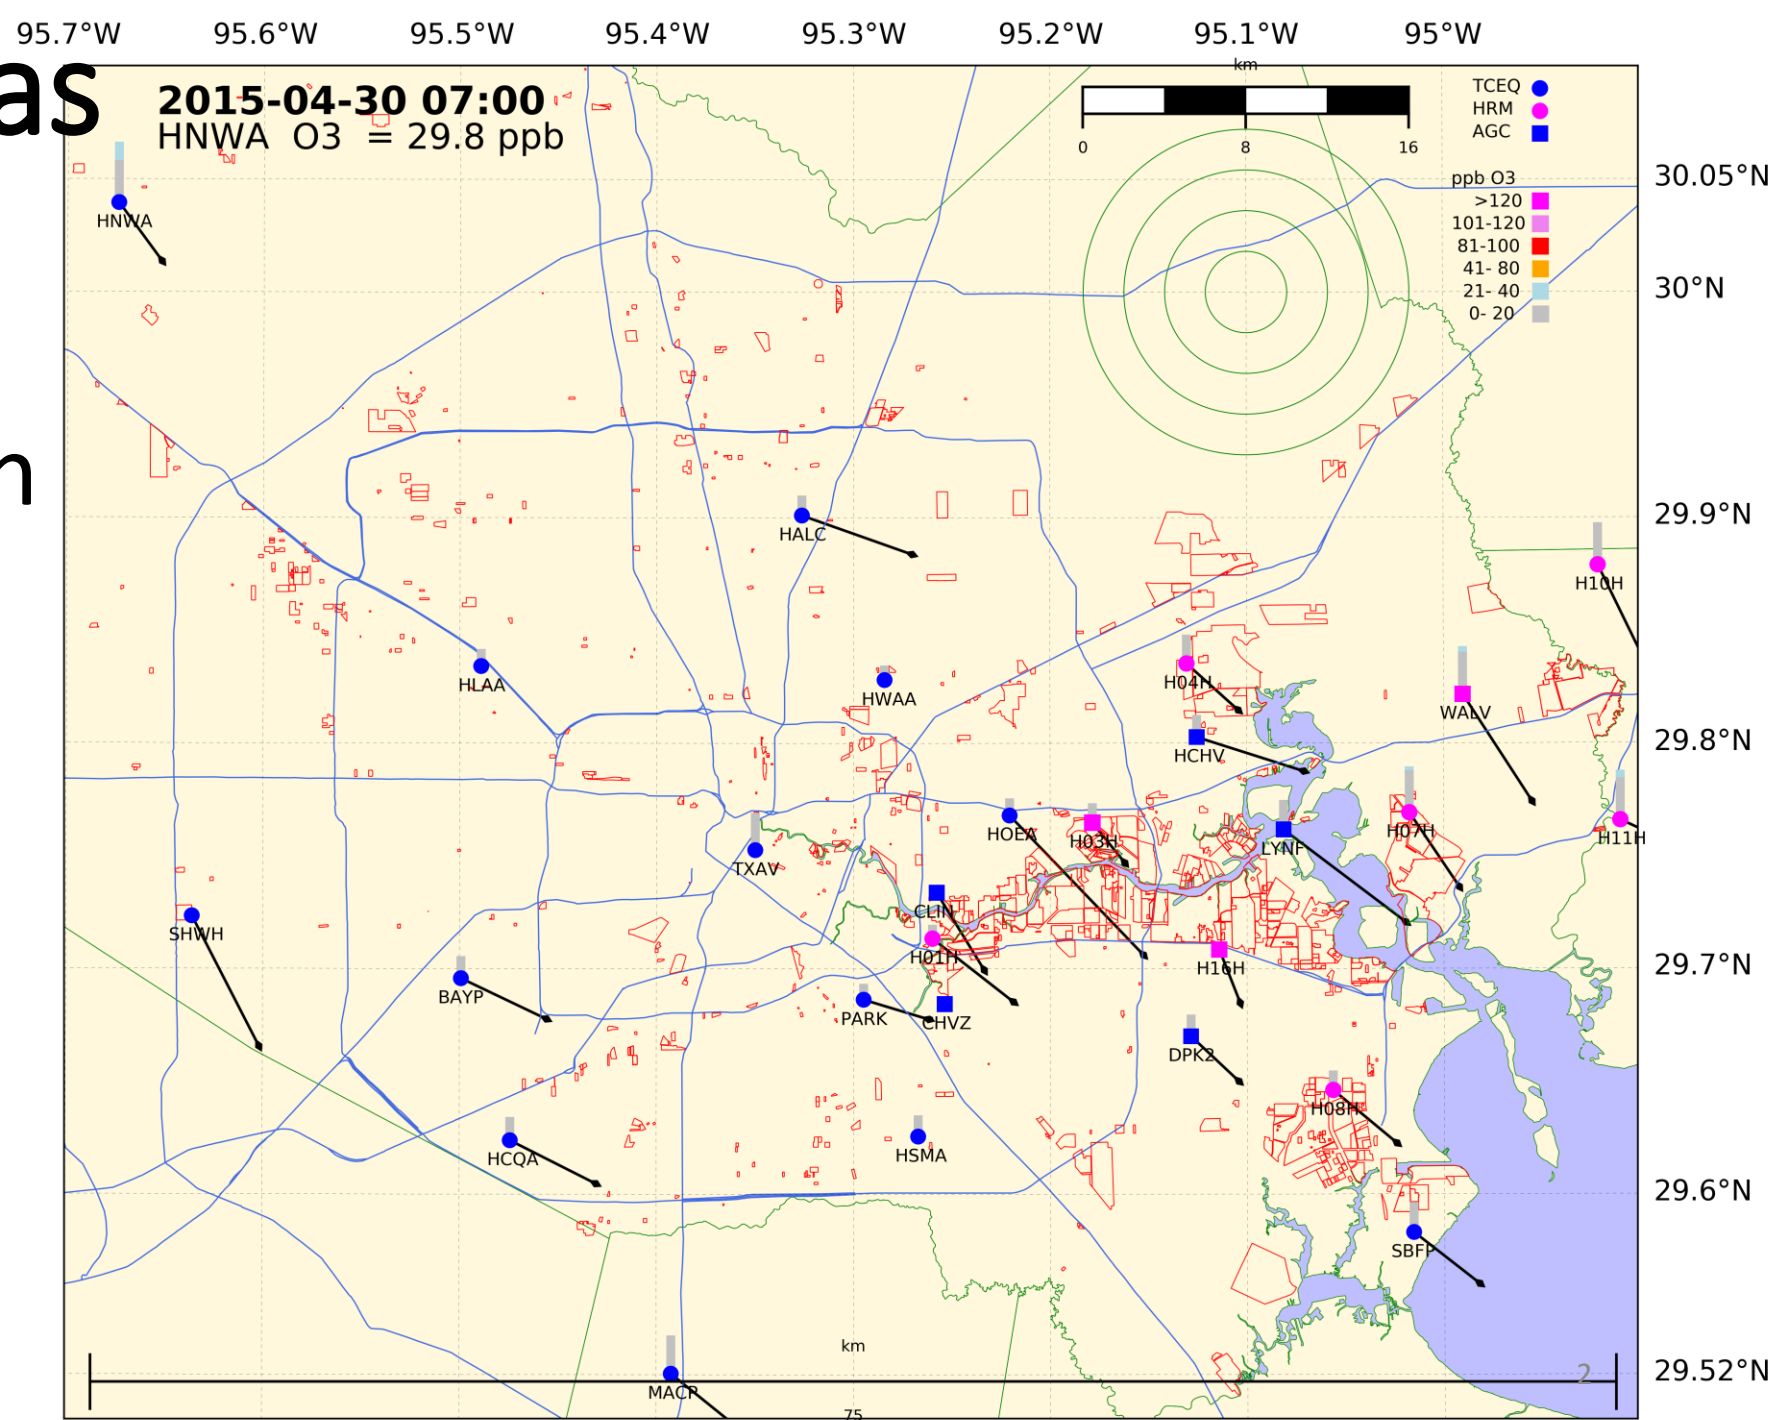 95.7°W 95.6°W 95.5°W 95.4°W 95.3°W 95.2°W 95.1°W 95°W
as
n
2015-04-30 07:00
HNWA O3 = 29.8 ppb
km
0 8 16
TCEQ
HRM
AGC
ppb O3
>120
101-120
81-100
41- 80
21- 40
0- 20
30.05°N
30°N
29.9°N
29.8°N
29.7°N
29.6°N
29.52°N
HNWA
HALC
H10H
HLAA
HWAA
H04H
WALV
HCHV
HOEA
H03H
H07H
H11H
LYNF
TXAV
CLIN
SHWH
H01H
H16H
BAYP
PARK
CHVZ
DPK2
H08H
HCQA
HSMA
SBFP
MACP
km
75
2